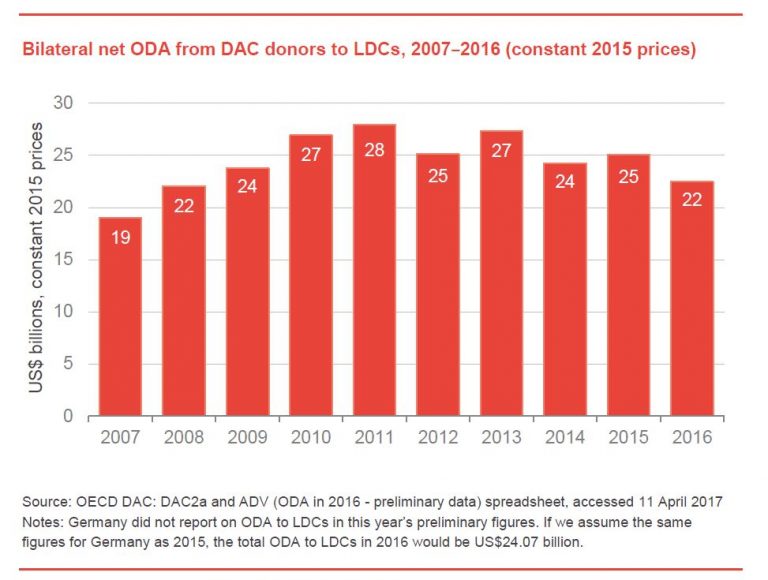 Bilateral net ODA from DAC donors to LDCs, 2007–2016 (constant 2015 prices)
US$ billions, constant 2015 prices
30
25
20
15
10
5
0
19
22
24
27
28
25
27
24
25
22
2007 2008 2009 2010 2011 2012 2013 2014 2015 2016
Source: OECD DAC: DAC2a and ADV (ODA in 2016 - preliminary data) spreadsheet, accessed 11 April 2017
Notes: Germany did not report on ODA to LDCs in this year's preliminary figures. If we assume the same
figures for Germany as 2015, the total ODA to LDCs in 2016 would be US$24.07 billion.